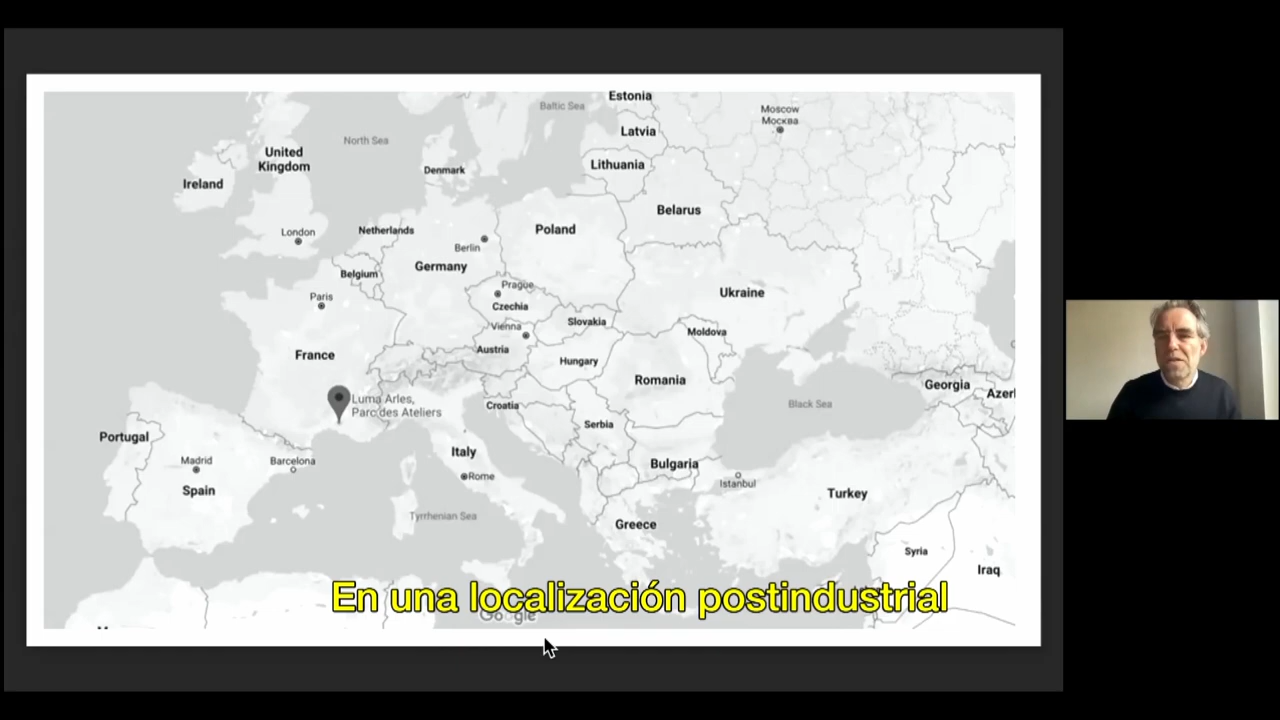 Estonia
Baltic Sea
Moscow
Москва
Latvia
North Sea
United
Kingdom
Lithuania
Denmark
Ireland
Belarus
London
Netherlands
Poland
Berlin
Germany
Belgium
Prague
Ukraine
Paris
Czechia
Slovakia
Vienna
Moldova
Austria
France
Hungary
Romania
Georgia
Azer
Luma Arles,
Parc des Ateliers
Croatia
Black Sea
Serbia
Portugal
Italy
Madrid
Barcelona
Bulgaria
Rome
Istanbul
Spain
Turkey
Tyrrhenian Sea
Greece
Syria
Iraq
En una localización postindustrial
Google